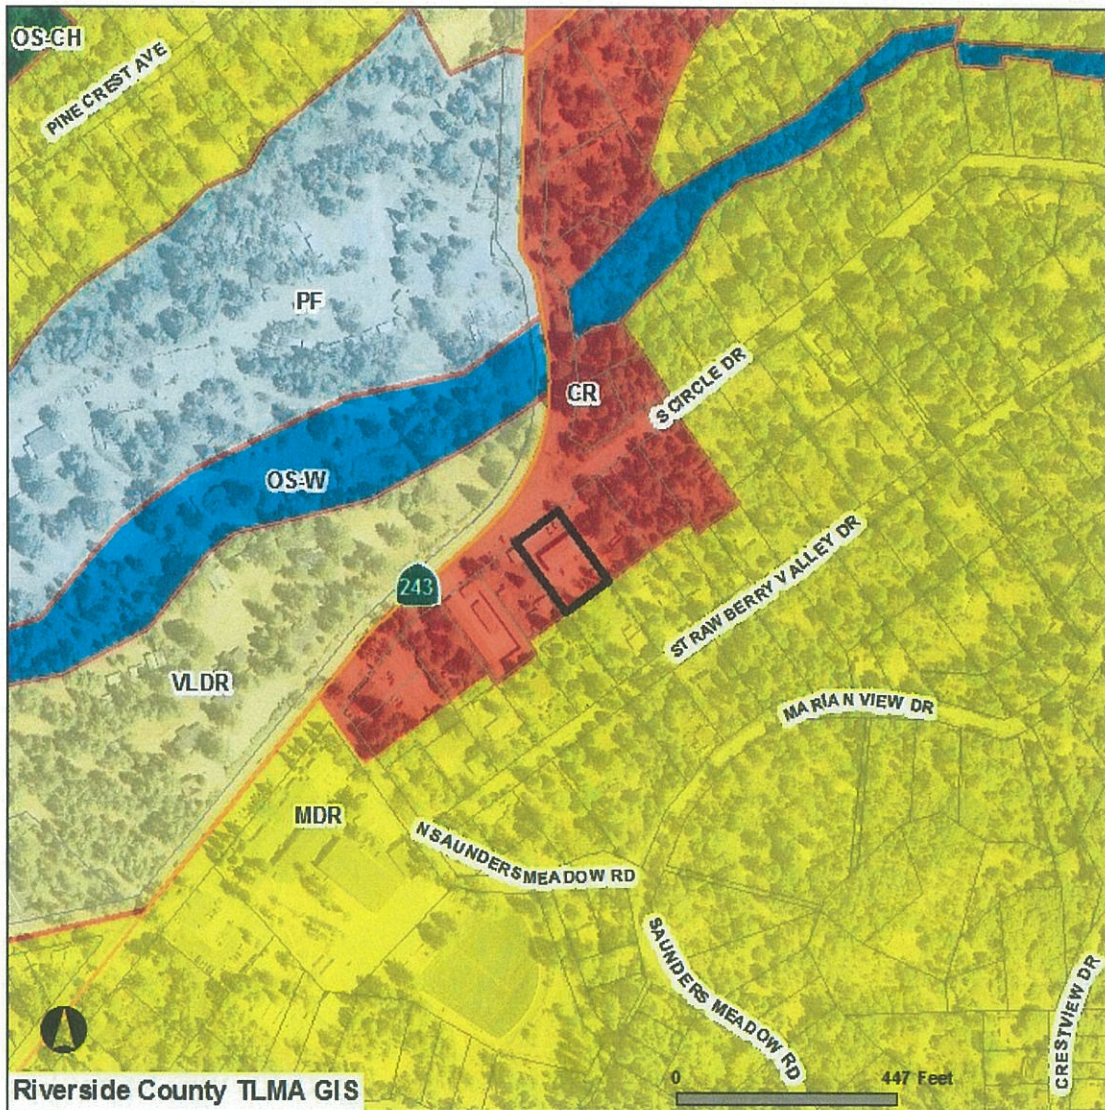 OS-CH
PINE CREST AVE
PF
CR
S CIRCLE DR
OS-W
243
STRAWBERRY VALLEY DR
VLDR
MARIAN VIEW DR
MDR
N SAUNDERS MEADOW RD
SAUNDERS MEADOW RD
CRESTVIEW DR
Riverside County TLMA GIS
0 447 Feet